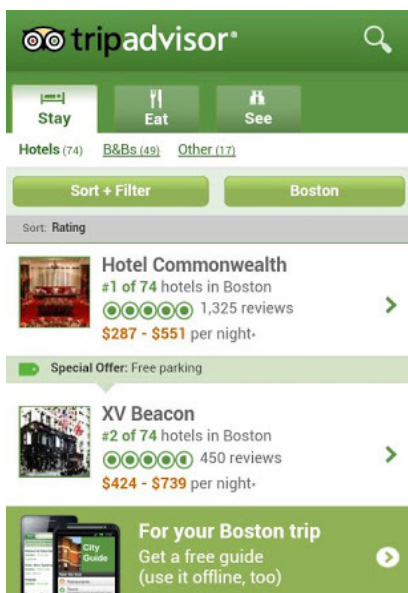 tripadvisor®
Stay
Eat
See
Hotels (74) B&Bs (49) Other (17)
Sort + Filter
Boston
Sort: Rating
Hotel Commonwealth
#1 of 74 hotels in Boston
1,325 reviews
$287 - $551 per night*
Special Offer: Free parking
XV Beacon
#2 of 74 hotels in Boston
450 reviews
$424 - $739 per night*
For your Boston trip
Get a free guide
(use it offline, too)
City
Guide